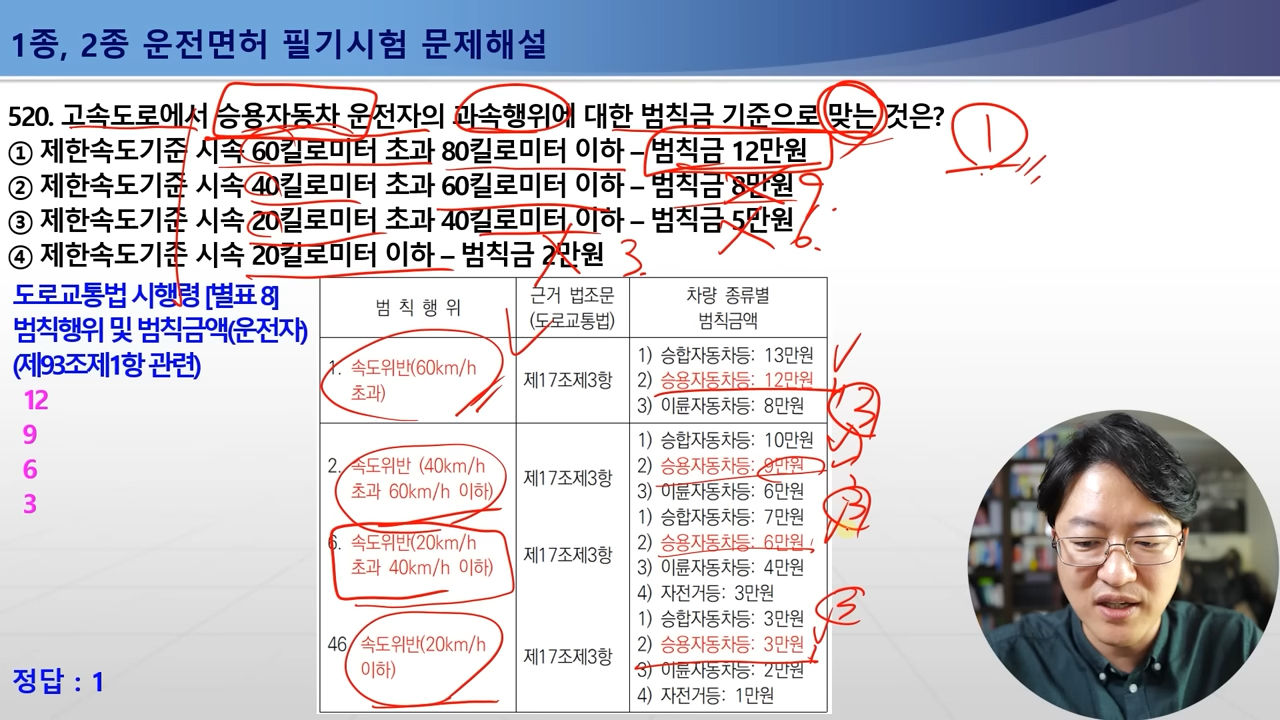 1종, 2종 운전면허 필기시험 문제해설
520. 고속도로에서 승용자동차 운전자의 과속행위에 대한 범칙금 기준으로 맞는 것은?
① 제한속도기준 시속 60킬로미터 초과 80킬로미터 이하 – 범칙금 12만원
② 제한속도기준 시속 40킬로미터 초과 60킬로미터 이하 – 범칙금 8만원
③ 제한속도기준 시속 20킬로미터 초과 40킬로미터 이하 – 범칙금 5만원
④ 제한속도기준 시속 20킬로미터 이하 – 범칙금 2만원
1
9.
6.
3.
도로교통법 시행령 [별표 8]
범칙행위 및 범칙금액(운전자)
(제93조제1항 관련)
12
9
6
3
정답 : 1
범 칙 행 위
근거 법조문
(도로교통법)
차량 종류별
범칙금액
1. 속도위반(60km/h
초과)
제17조제3항
1) 승합자동차등: 13만원
2) 승용자동차등: 12만원
3) 이륜자동차등: 8만원
2. 속도위반 (40km/h
초과 60km/h 이하)
제17조제3항
1) 승합자동차등: 10만원
2) 승용자동차등: 9만원
3) 이륜자동차등: 6만원
6. 속도위반(20km/h
초과 40km/h 이하)
제17조제3항
1) 승합자동차등: 7만원
2) 승용자동차등: 6만원
3) 이륜자동차등: 4만원
4) 자전거등: 3만원
46 속도위반(20km/h
이하)
제17조제3항
1) 승합자동차등: 3만원
2) 승용자동차등: 3만원
3) 이륜자동차등: 2만원
4) 자전거등: 1만원
3
3
3